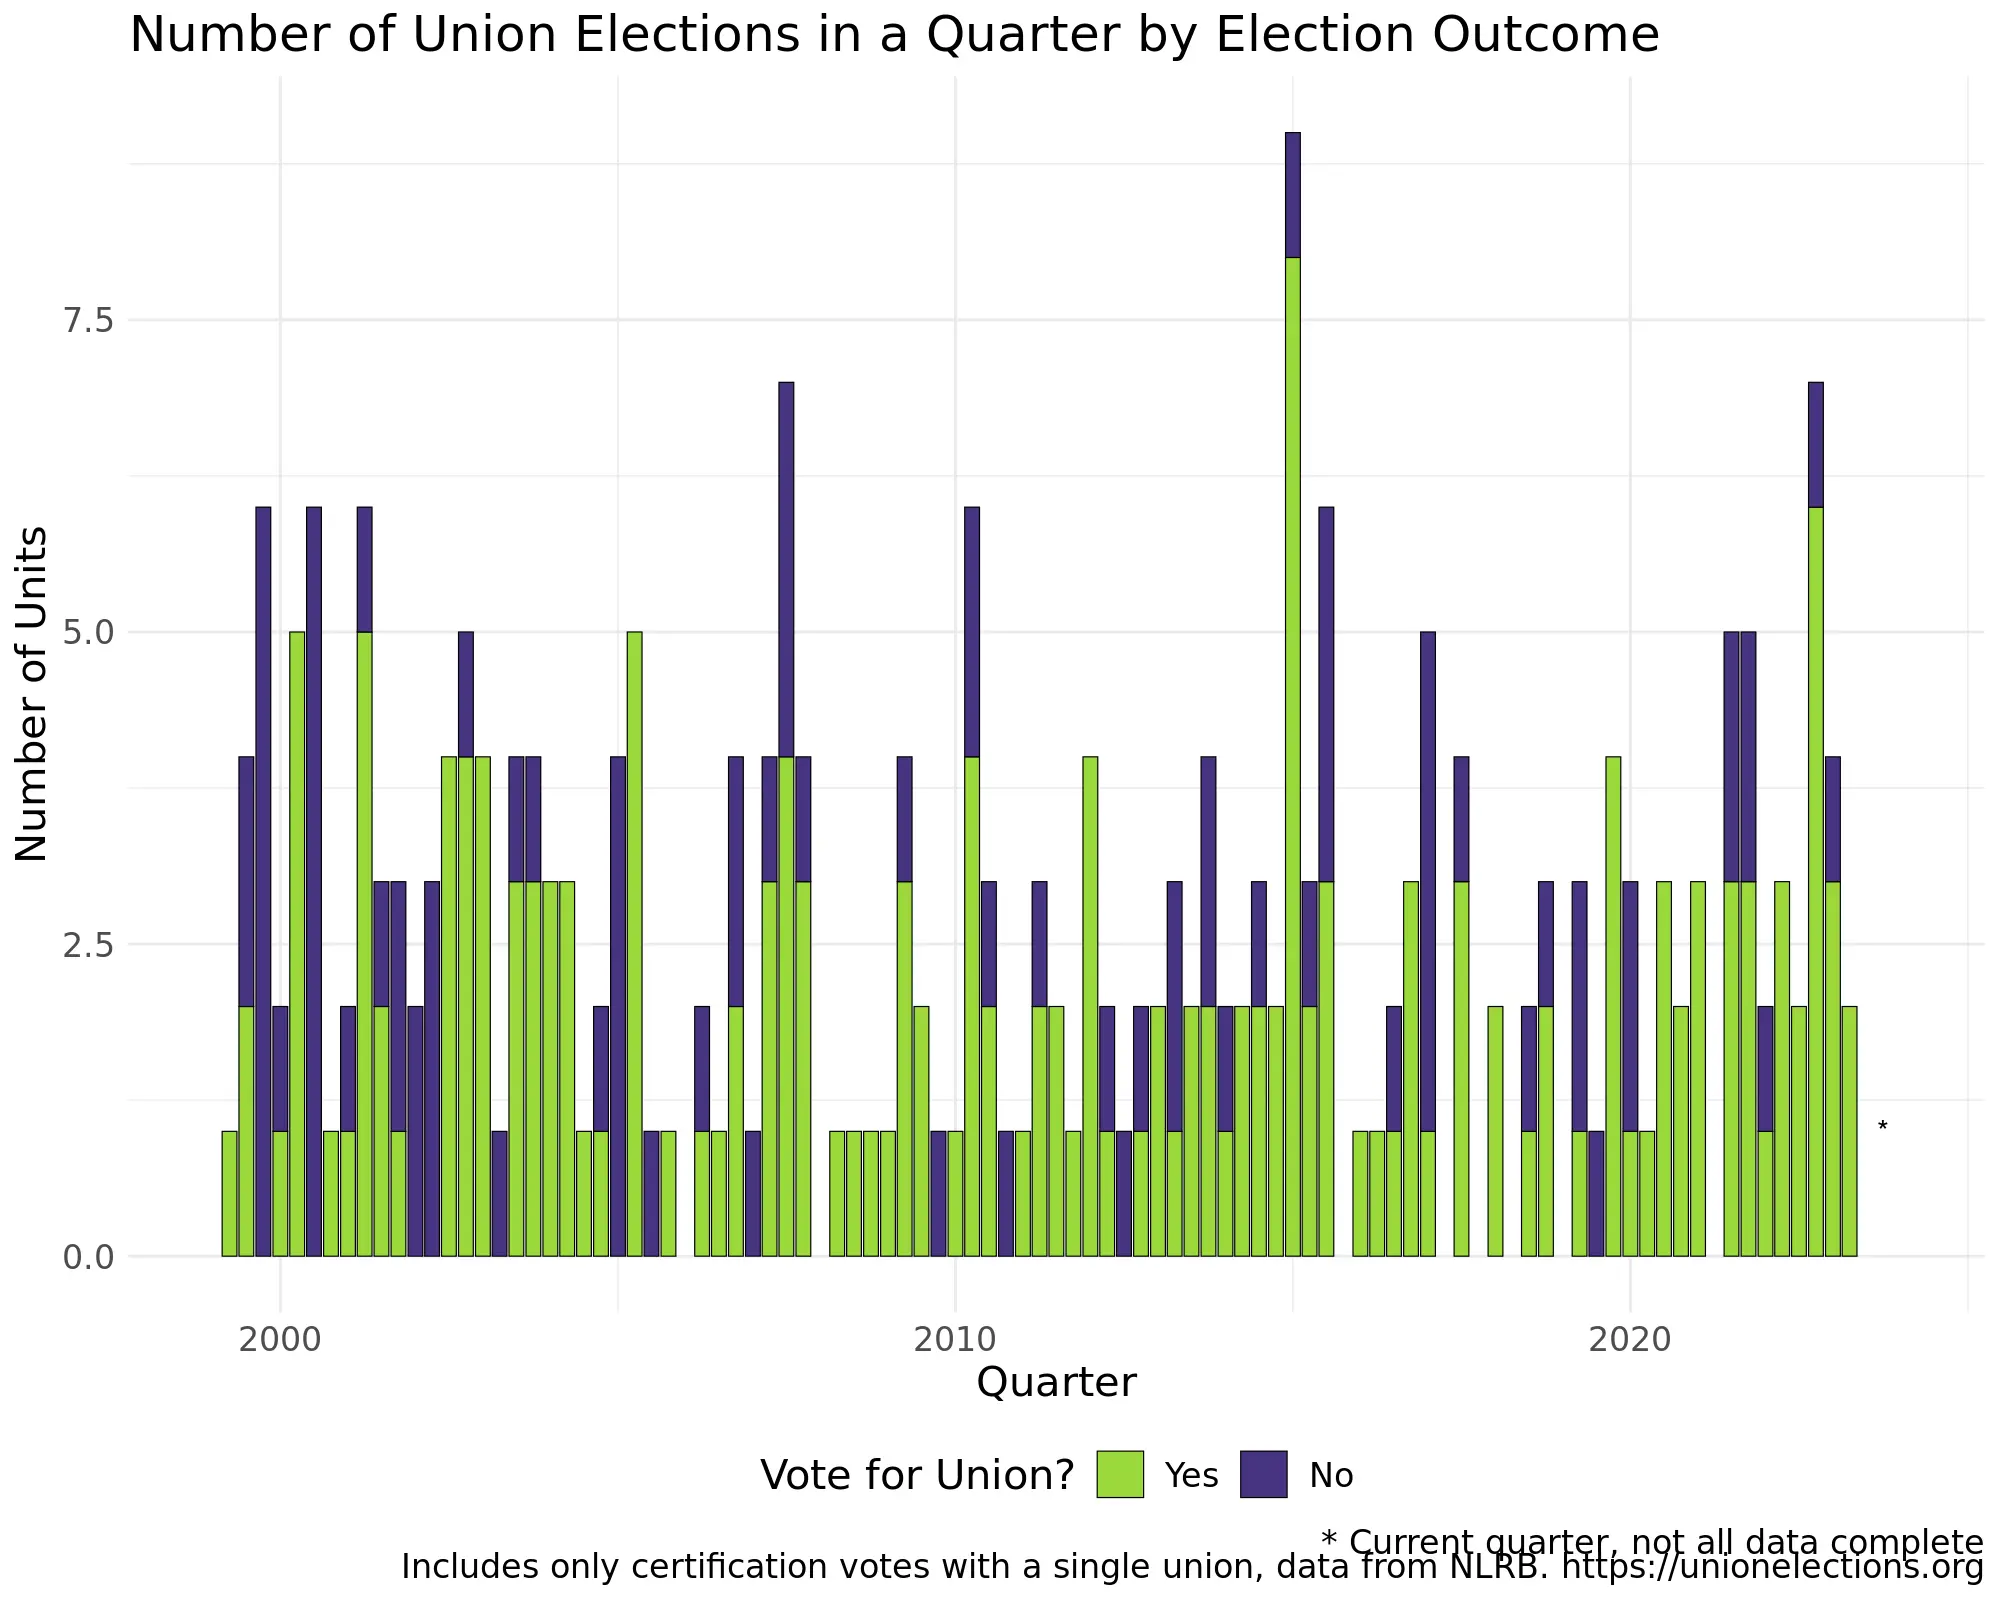 Number of Union Elections in a Quarter by Election Outcome
Number of Units
7.5
5.0
2.5
0.0
*
2000 2010 2020
Quarter
Vote for Union? Yes No
* Current quarter, not all data complete
Includes only certification votes with a single union, data from NLRB. https://unionelections.org